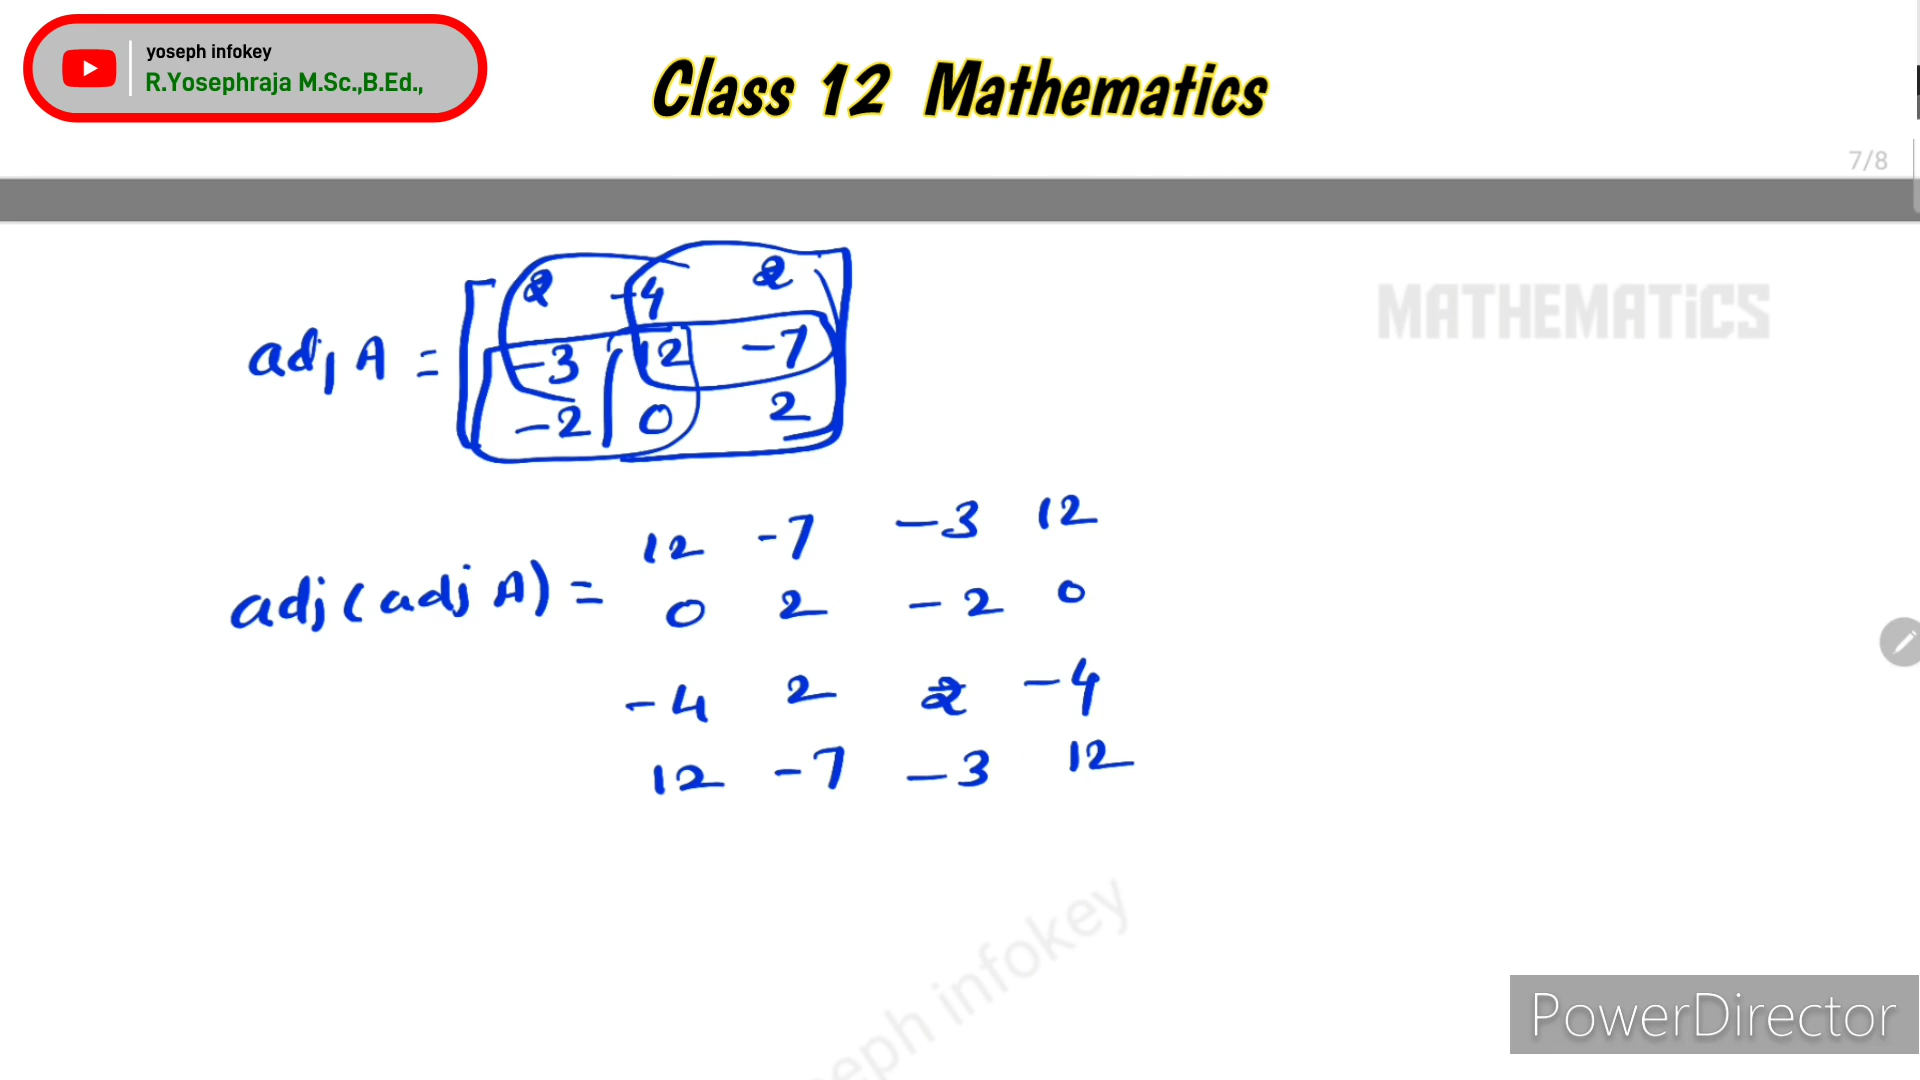 yoseph infokey
R.Yosephraja M.Sc.,B.Ed.,
Class 12 Mathematics
7/8
MATHEMATiCS
adj A = [ 2 -4 2
-3 12 -7
-2 0 2 ]
12 -7 -3 12
adj(adj A) = 0 2 -2 0
-4 2 2 -4
12 -7 -3 12
eph infokey
PowerDirector